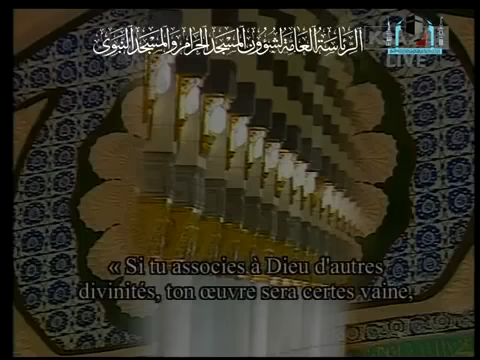 الرئاسة العامة لشؤون المسجد الحرام والمسجد النبوي
LIVE
« Si tu associes à Dieu d'autres
divinités, ton œuvre sera certes vaine,